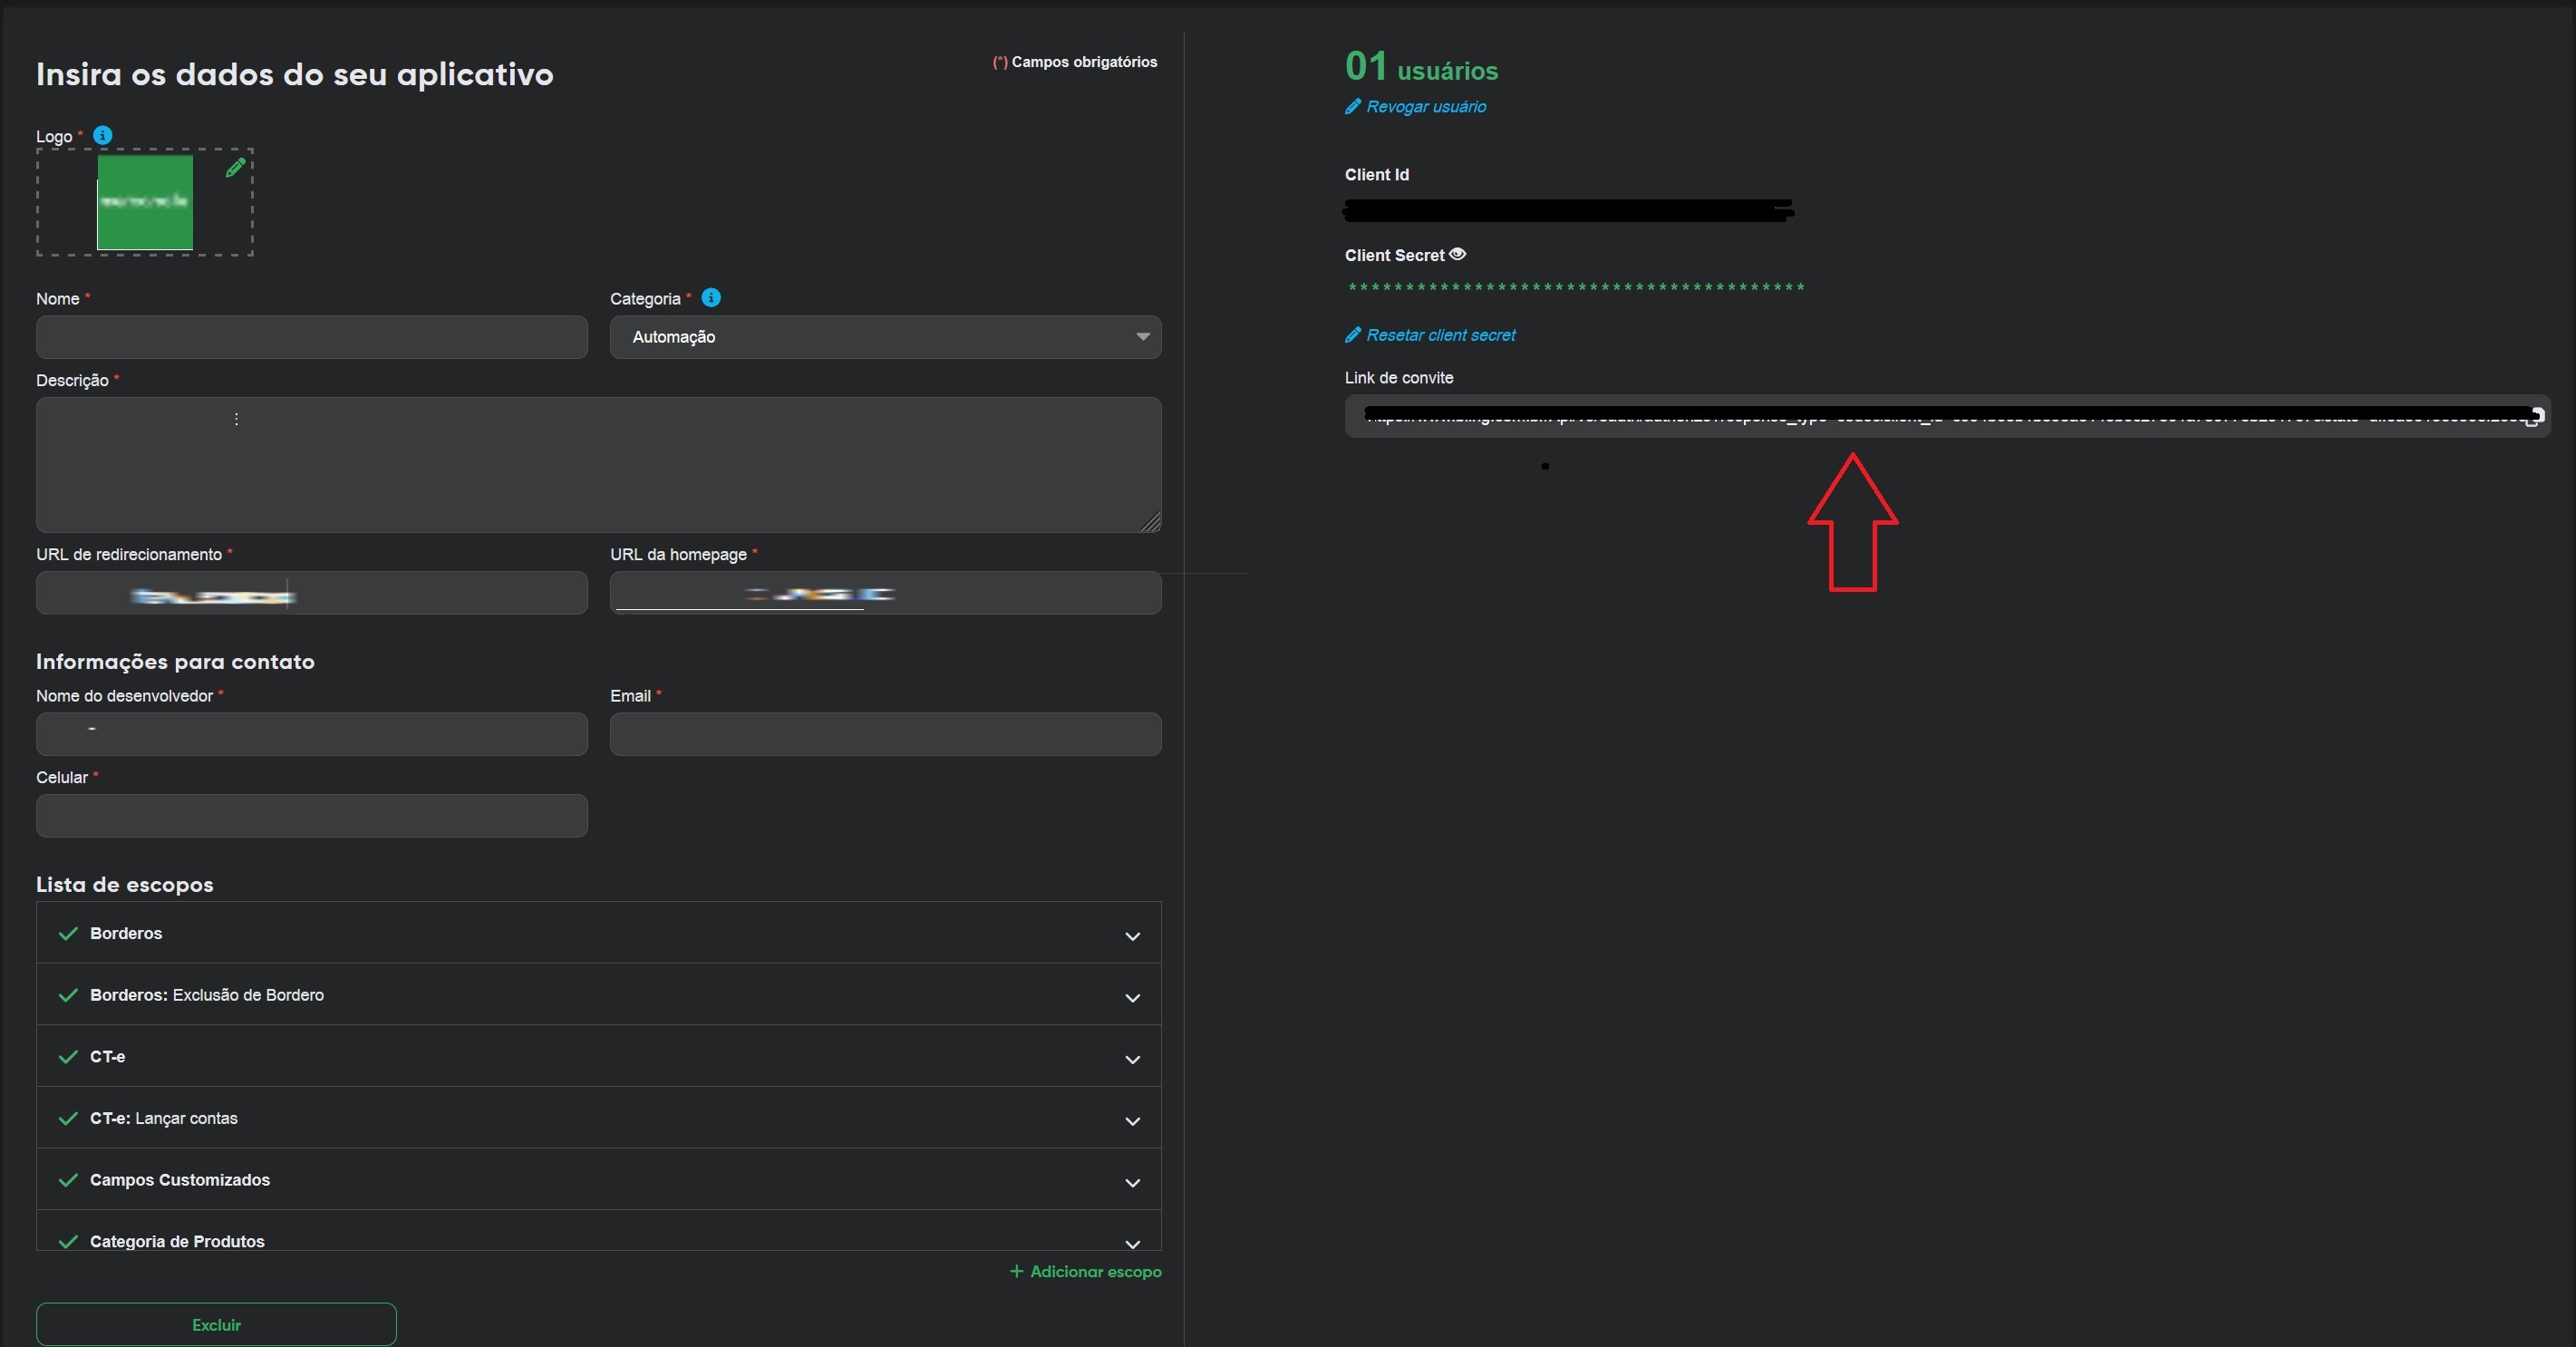 Insira os dados do seu aplicativo
(*) Campos obrigatórios
Logo *
Nome *
Categoria *
Automação
Descrição *
URL de redirecionamento *
URL da homepage *
Informações para contato
Nome do desenvolvedor *
Email *
Celular *
Lista de escopos
Borderos
Borderos: Exclusão de Bordero
CT-e
CT-e: Lançar contas
Campos Customizados
Categoria de Produtos
+ Adicionar escopo
Excluir
01 usuários
Revogar usuário
Client Id
Client Secret
****************************************
Resetar client secret
Link de convite